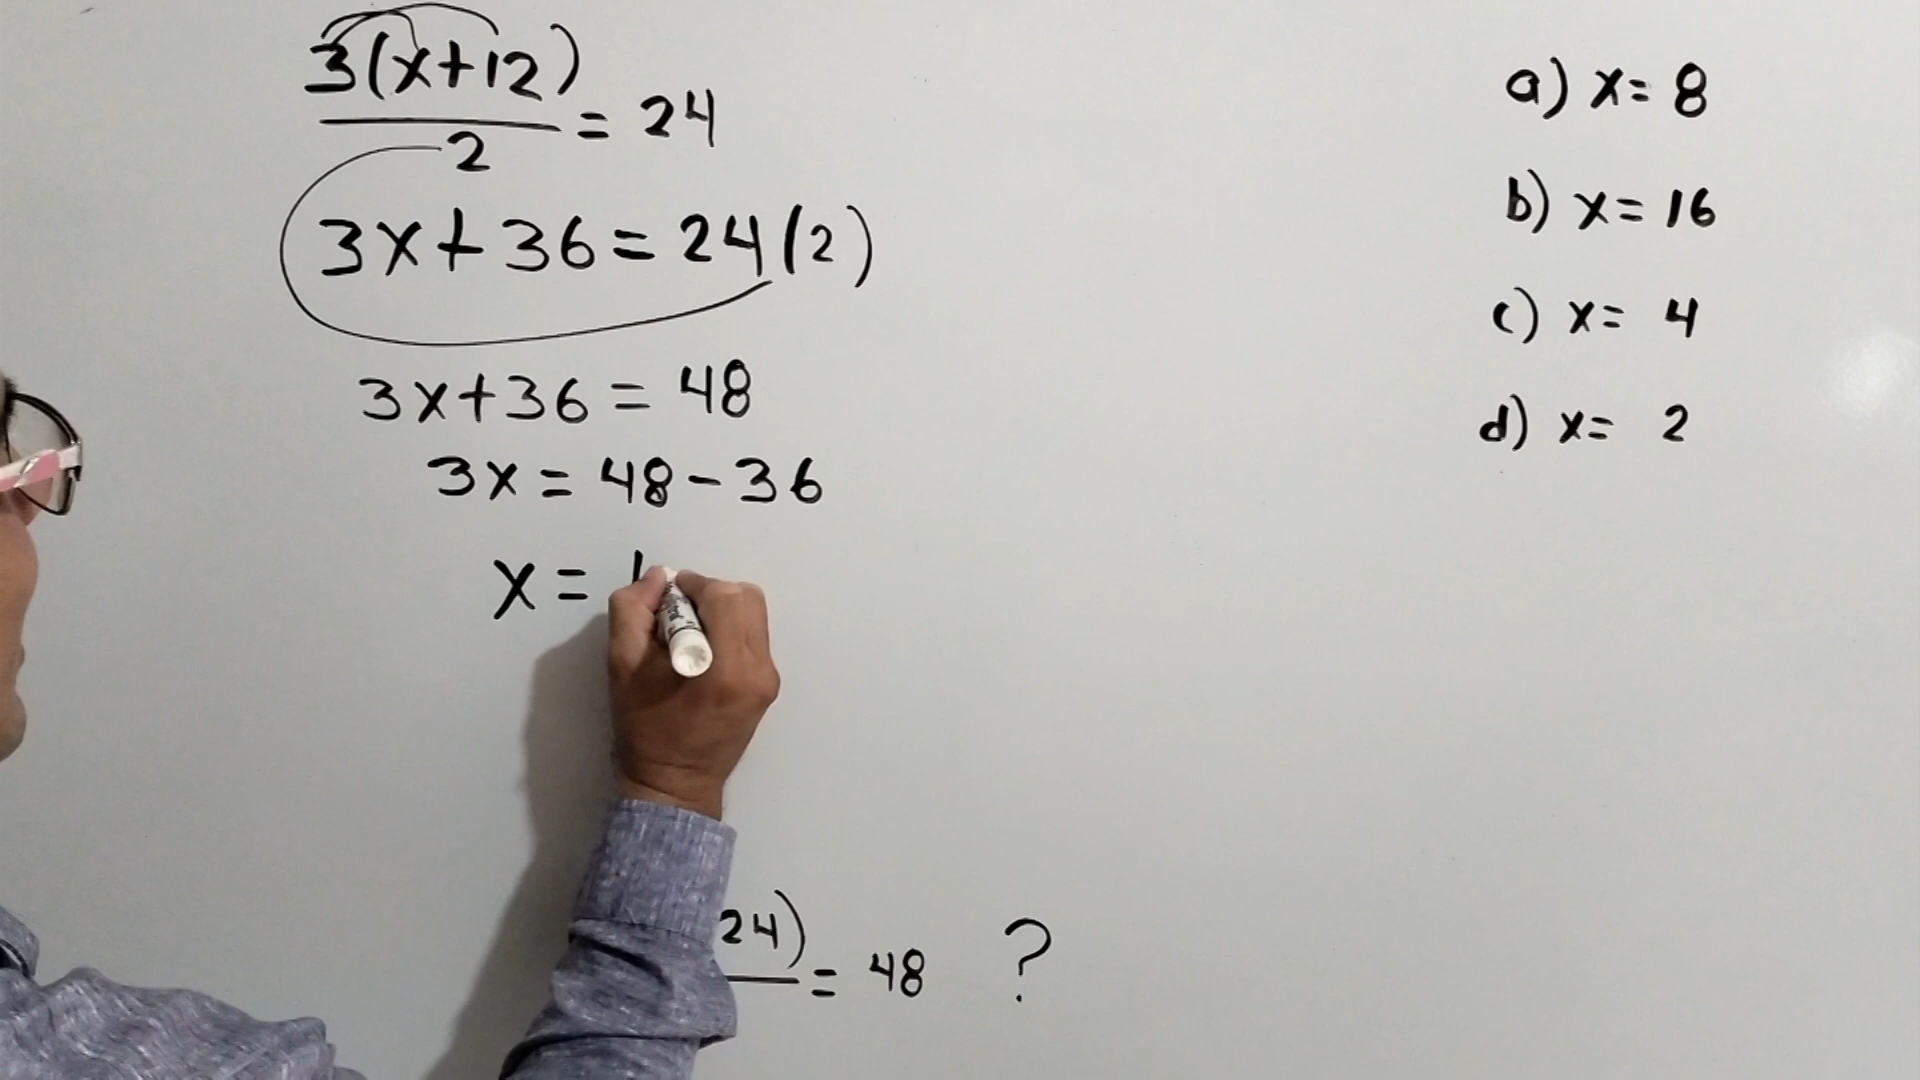 3(x+12)
/2 = 24
3x+36=24(2)
3x+36=48
3x=48-36
x=
24)
= 48 ?
a) x=8
b) x=16
c) x=4
d) x=2